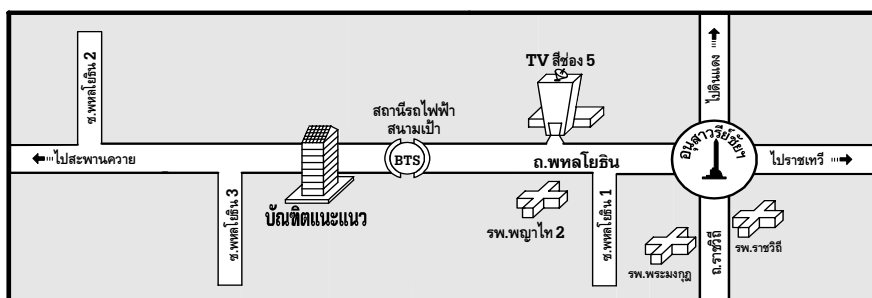 ซ.พหลโยธิน 2
TV สีช่อง 5
ไปดินแดง
สถานีรถไฟฟ้า
สนามเป้า
อนุสาวรีย์ชัยฯ
ไปสะพานควาย
BTS
ถ.พหลโยธิน
ไปราชเทวี
ซ.พหลโยธิน 3
บัณฑิตแนะแนว
รพ.พญาไท 2
ซ.พหลโยธิน 1
รพ.พระมงกุฎ
ถ.ราชวิถี
รพ.ราชวิถี